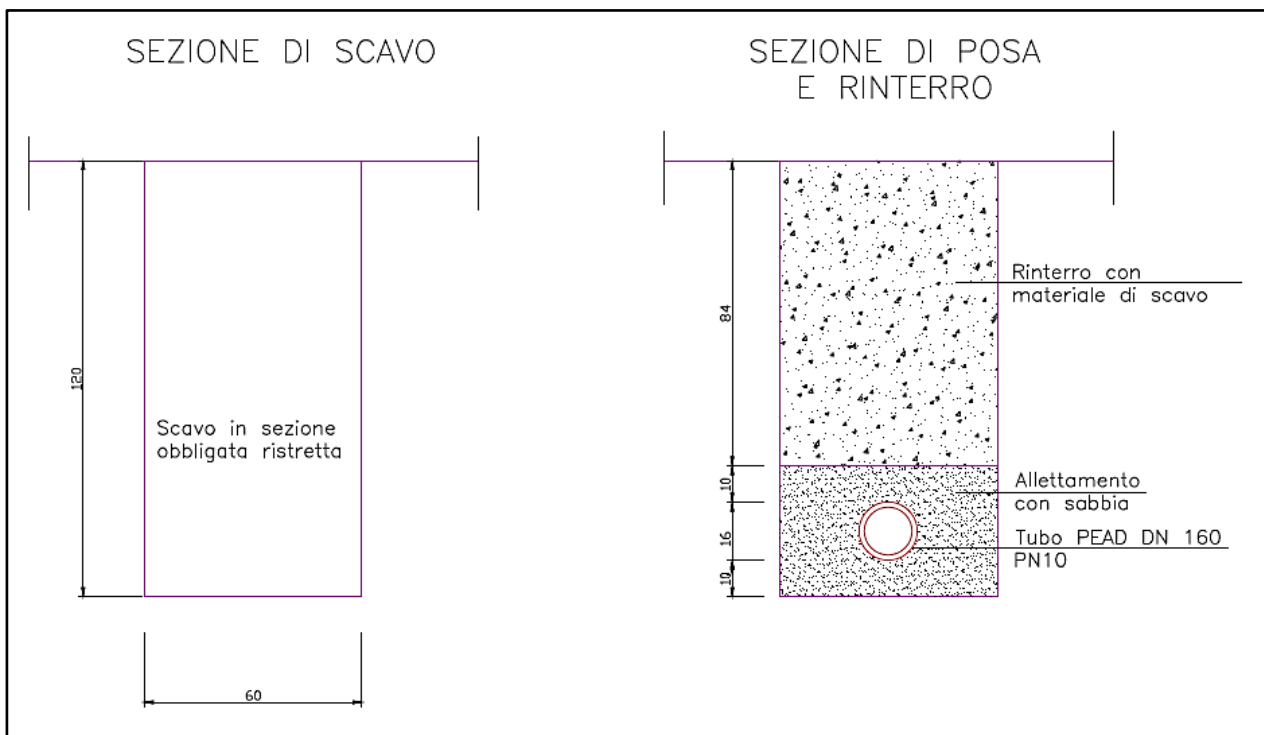 SEZIONE DI SCAVO
120
Scavo in sezione
obbligata ristretta
60
SEZIONE DI POSA
E RINTERRO
84
10
16
10
Rinterro con
materiale di scavo
Allettamento
con sabbia
Tubo PEAD DN 160
PN10